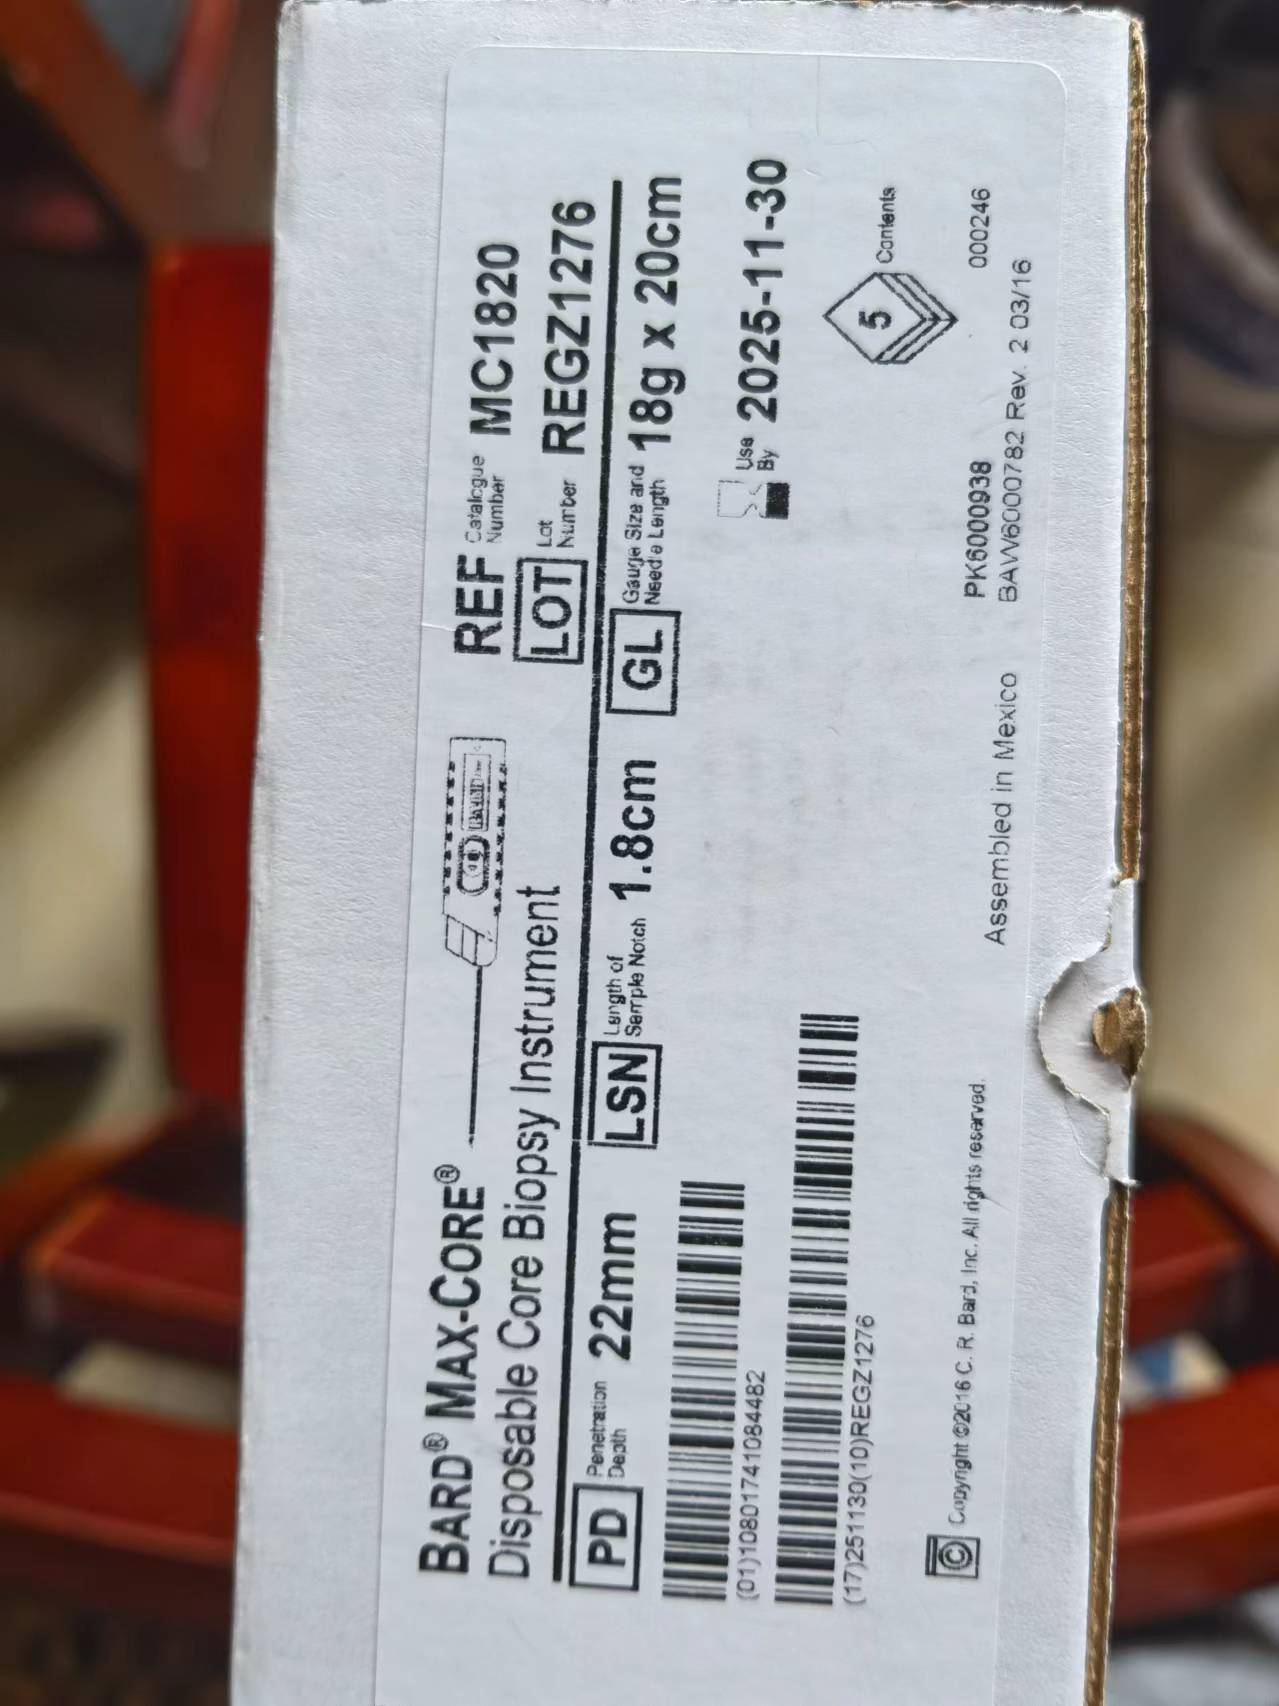 BARD® MAX-CORE®
Disposable Core Biopsy Instrument
REF Catalogue Number MC1820
LOT Lot Number REGZ1276
PD Penetration Depth 22mm
LSN Length of Sample Notch 1.8cm
GL Gauge Size and Needle Length 18g x 20cm
(01)10801741084482
Use By 2025-11-30
(17)251130(10)REGZ1276
5 Contents
© Copyright ©2016 C. R. Bard, Inc. All rights reserved.
Assembled in Mexico
PK6000938 000246
BAW6000782 Rev. 2 03/16